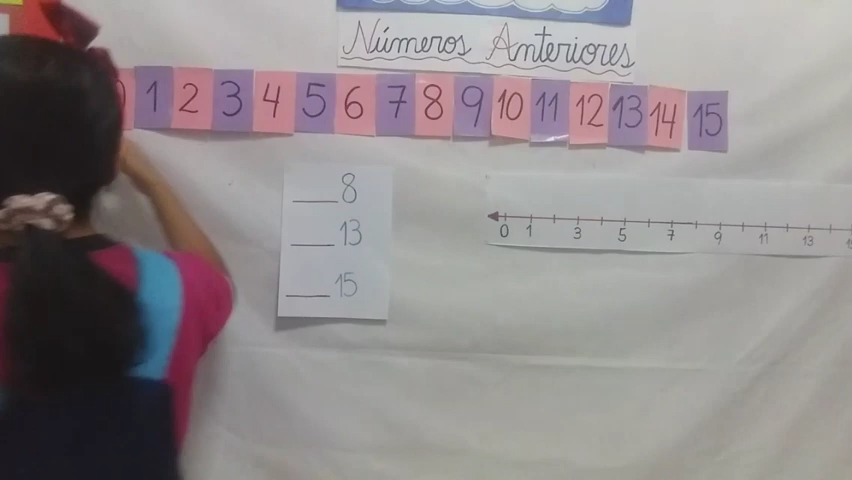 Números Anteriores
0 1 2 3 4 5 6 7 8 9 10 11 12 13 14 15
___8
___13
___15
0 1 3 5 7 9 11 13